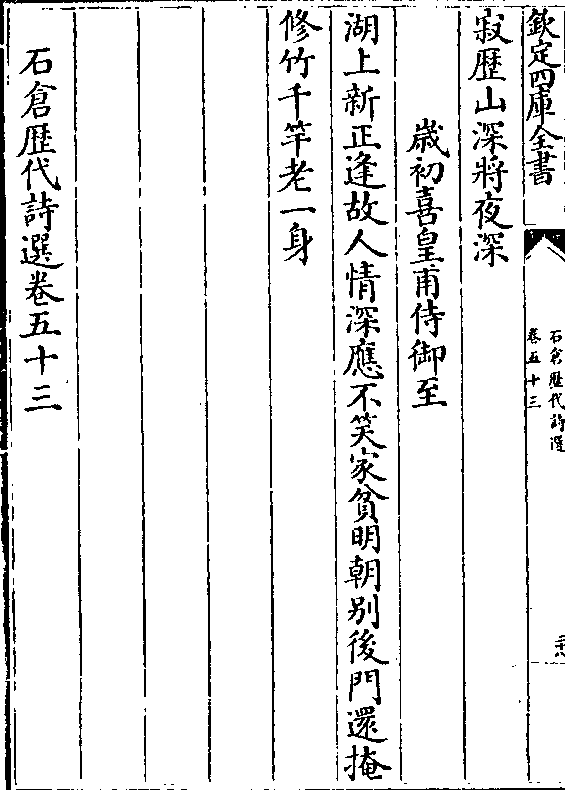 欽定四庫全書
石倉歴代詩選
卷五十三
寂歴山深將夜深
歳初喜皇甫侍御至
湖上新正逢故人情深應不笑家貧明朝别後門還掩
修竹千竿老一身
石倉歴代詩選卷五十三